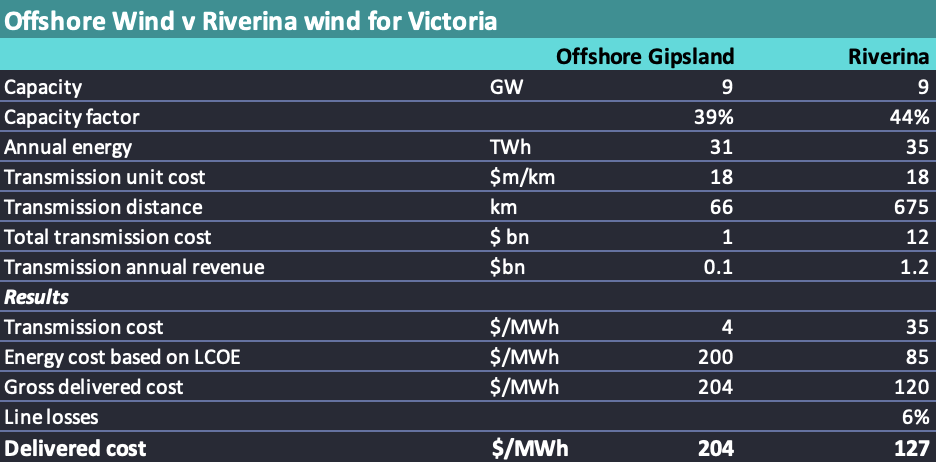 Offshore Wind v Riverina wind for Victoria
Offshore Gipsland Riverina
Capacity GW 9 9
Capacity factor 39% 44%
Annual energy TWh 31 35
Transmission unit cost $m/km 18 18
Transmission distance km 66 675
Total transmission cost $ bn 1 12
Transmission annual revenue $bn 0.1 1.2
Results
Transmission cost $/MWh 4 35
Energy cost based on LCOE $/MWh 200 85
Gross delivered cost $/MWh 204 120
Line losses 6%
Delivered cost $/MWh 204 127